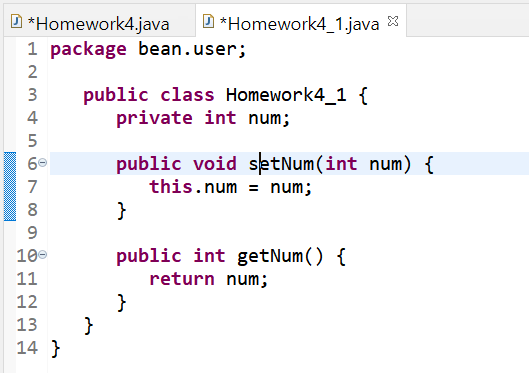 *Homework4.java *Homework4_1.java
1 package bean.user;
2
3 public class Homework4_1 {
4 private int num;
5
6 public void setNum(int num) {
7 this.num = num;
8 }
9
10 public int getNum() {
11 return num;
12 }
13 }
14 }